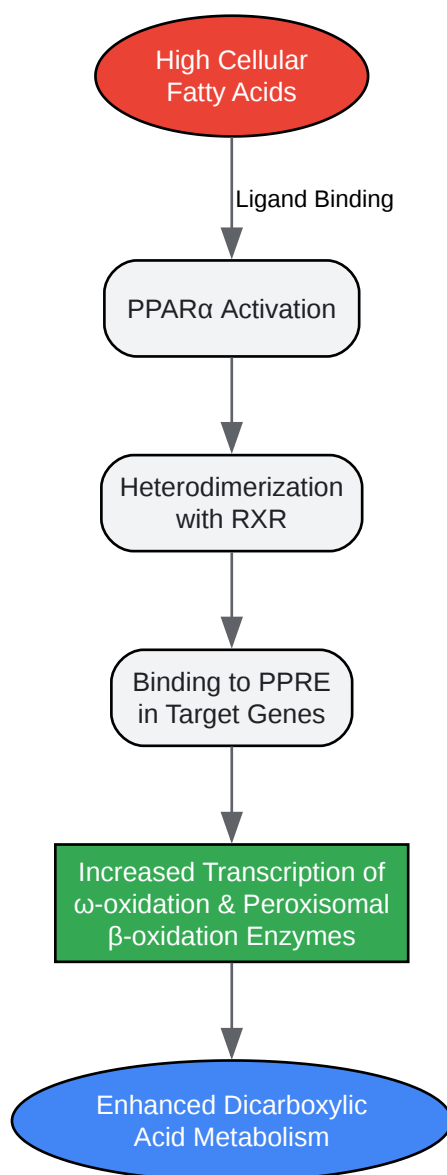 High Cellular
Fatty Acids
Ligand Binding
PPARα Activation
Heterodimerization
with RXR
Binding to PPRE
in Target Genes
Increased Transcription of
ω-oxidation & Peroxisomal
β-oxidation Enzymes
Enhanced Dicarboxylic
Acid Metabolism